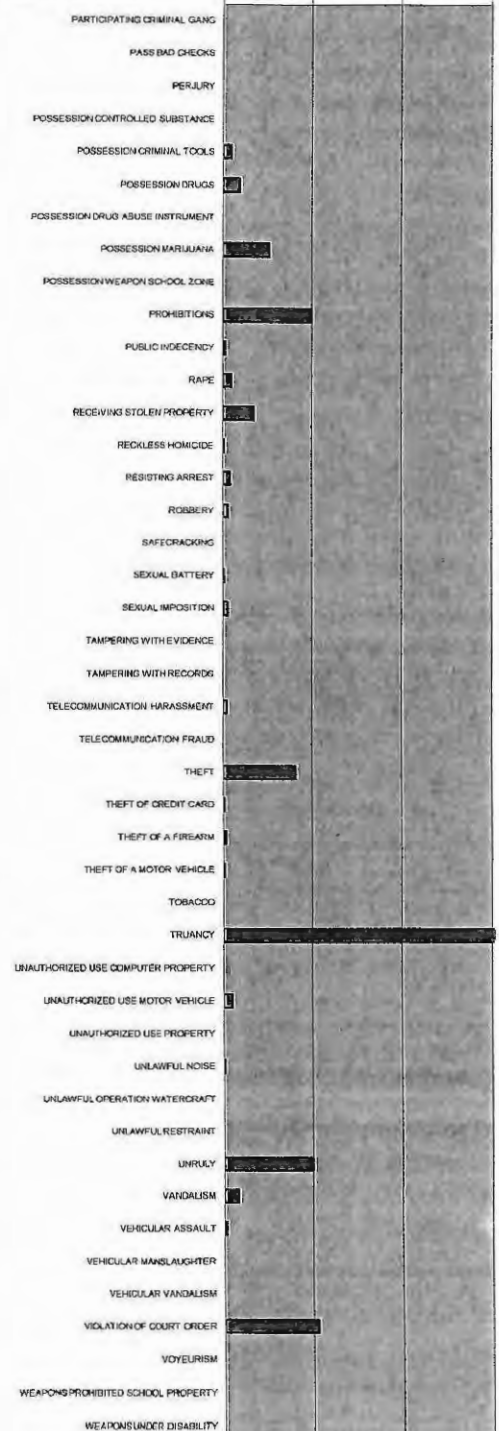 PARTICIPATING CRIMINAL GANG
PASS BAD CHECKS
PERJURY
POSSESSION CONTROLLED SUBSTANCE
POSSESSION CRIMINAL TOOLS
POSSESSION DRUGS
POSSESSION DRUG ABUSE INSTRUMENT
POSSESSION MARIJUANA
POSSESSION WEAPON SCHOOL ZONE
PROHIBITIONS
PUBLIC INDECENCY
RAPE
RECEIVING STOLEN PROPERTY
RECKLESS HOMICIDE
RESISTING ARREST
ROBBERY
SAFECRACKING
SEXUAL BATTERY
SEXUAL IMPOSITION
TAMPERING WITH EVIDENCE
TAMPERING WITH RECORDS
TELECOMMUNICATION HARASSMENT
TELECOMMUNICATION FRAUD
THEFT
THEFT OF CREDIT CARD
THEFT OF A FIREARM
THEFT OF A MOTOR VEHICLE
TOBACCO
TRUANCY
UNAUTHORIZED USE COMPUTER PROPERTY
UNAUTHORIZED USE MOTOR VEHICLE
UNAUTHORIZED USE PROPERTY
UNLAWFUL NOISE
UNLAWFUL OPERATION WATERCRAFT
UNLAWFUL RESTRAINT
UNRULY
VANDALISM
VEHICULAR ASSAULT
VEHICULAR MANSLAUGHTER
VEHICULAR VANDALISM
VIOLATION OF COURT ORDER
VOYEURISM
WEAPONS PROHIBITED SCHOOL PROPERTY
WEAPONS UNDER DISABILITY